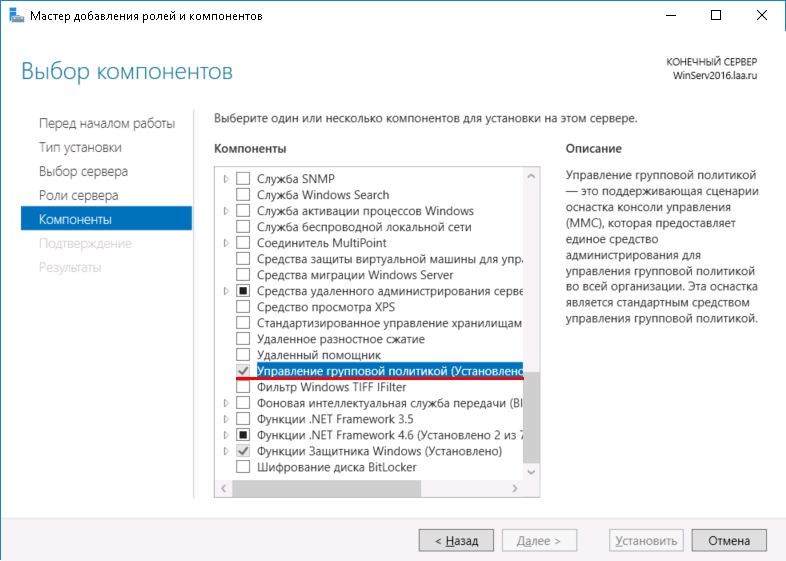 Мастер добавления ролей и компонентов
Выбор компонентов
КОНЕЧНЫЙ СЕРВЕР
WinServ2016.laa.ru
Перед началом работы
Тип установки
Выбор сервера
Роли сервера
Компоненты
Подтверждение
Результаты
Выберите один или несколько компонентов для установки на этом сервере.
Компоненты
Служба SNMP
Служба Windows Search
Служба активации процессов Windows
Служба беспроводной локальной сети
Соединитель MultiPoint
Средства защиты виртуальной машины для упра
Средства миграции Windows Server
Средства удаленного администрирования серве
Средство просмотра XPS
Стандартизированное управление хранилищам
Удаленное разностное сжатие
Удаленный помощник
Управление групповой политикой (Установлено
Фильтр Windows TIFF IFilter
Фоновая интеллектуальная служба передачи (BI
Функции .NET Framework 3.5
Функции .NET Framework 4.6 (Установлено 2 из 7
Функции Защитника Windows (Установлено)
Шифрование диска BitLocker
Описание
Управление групповой политикой
— это поддерживающая сценарии
оснастка консоли управления
(MMC), которая предоставляет
единое средство
администрирования для
управления групповой политикой
во всей организации. Эта оснастка
является стандартным средством
управления групповой политикой.
< Назад
Далее >
Установить
Отмена